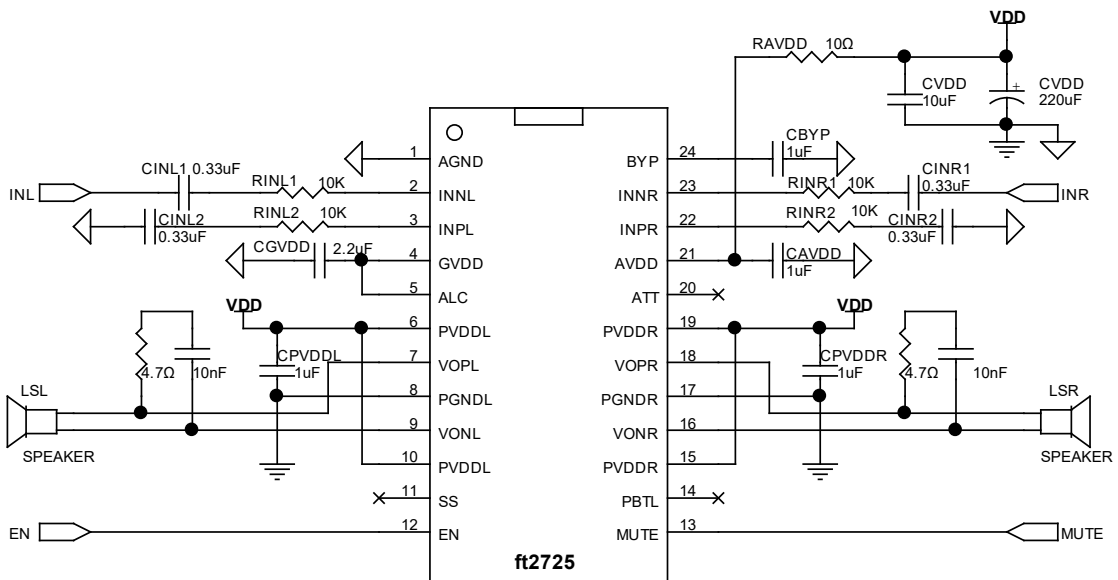 VDD
RAVDD 10Ω
CVDD
10uF
+
CVDD
220uF
1 AGND
BYP 24
CBYP
1uF
INL
CINL1 0.33uF
RINL1 10K
2 INNL
INNR 23
RINR1 10K
CINR1
0.33uF
INR
CINL2
0.33uF
RINL2 10K
3 INPL
INPR 22
RINR2 10K
CINR2
0.33uF
CGVDD 2.2uF
4 GVDD
AVDD 21
CAVDD
1uF
5 ALC
ATT 20
VDD
6 PVDDL
PVDDR 19
VDD
4.7Ω
10nF
CPVDDL
1uF
7 VOPL
VOPR 18
CPVDDR
1uF
4.7Ω
10nF
LSL
SPEAKER
8 PGNDL
PGNDR 17
LSR
SPEAKER
9 VONL
VONR 16
10 PVDDL
PVDDR 15
11 SS
PBTL 14
EN
12 EN
MUTE 13
MUTE
ft2725